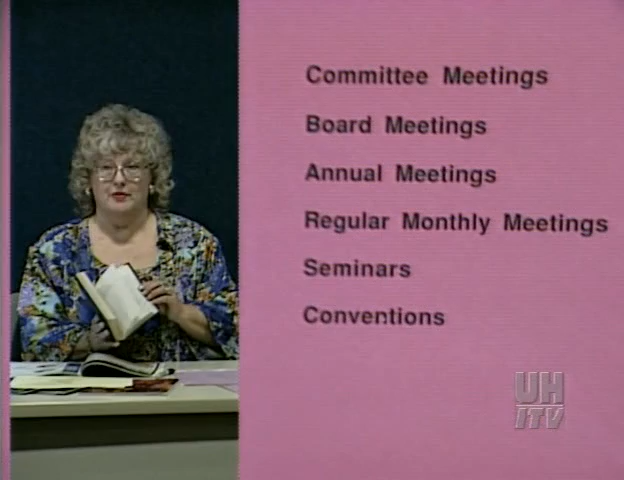 Committee Meetings
Board Meetings
Annual Meetings
Regular Monthly Meetings
Seminars
Conventions
UH
ITV